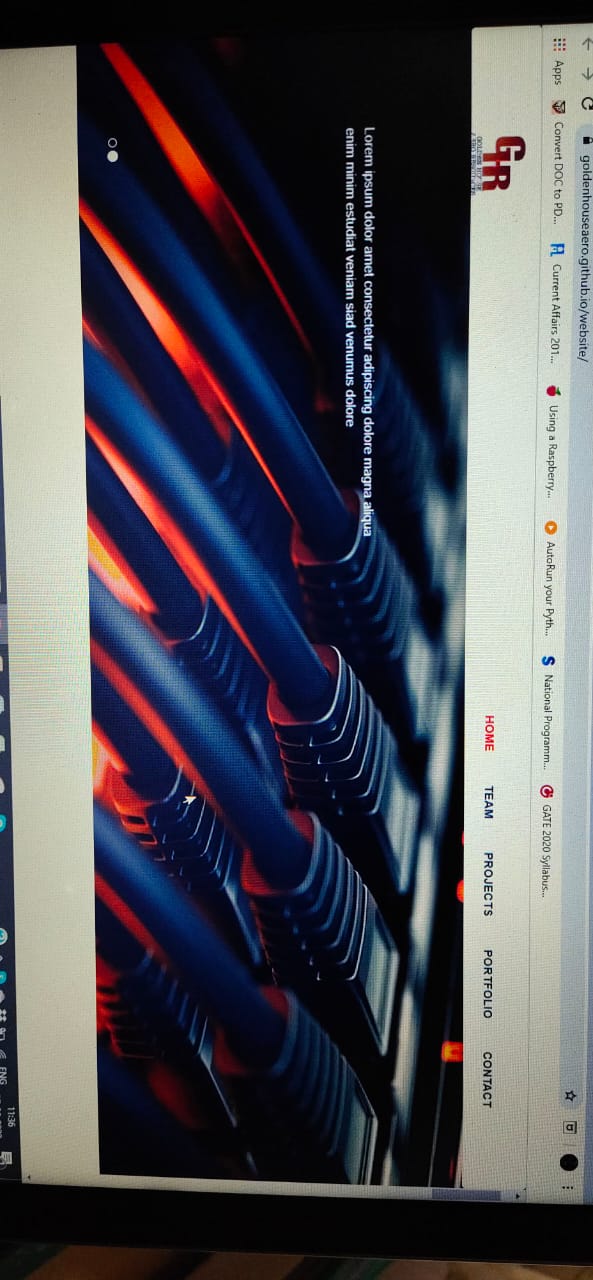 goldenhouseaero.github.io/website/
Apps
Convert DOC to PD...
Current Affairs 201...
Using a Raspberry...
AutoRun your Pyth...
National Programm...
GATE 2020 Syllabus...
GR
HOME
TEAM
PROJECTS
PORTFOLIO
CONTACT
Lorem ipsum dolor amet consectetur adipiscing dolore magna aliqua
enim minim estudiat veniam siad venumus dolore
ENG
11:36